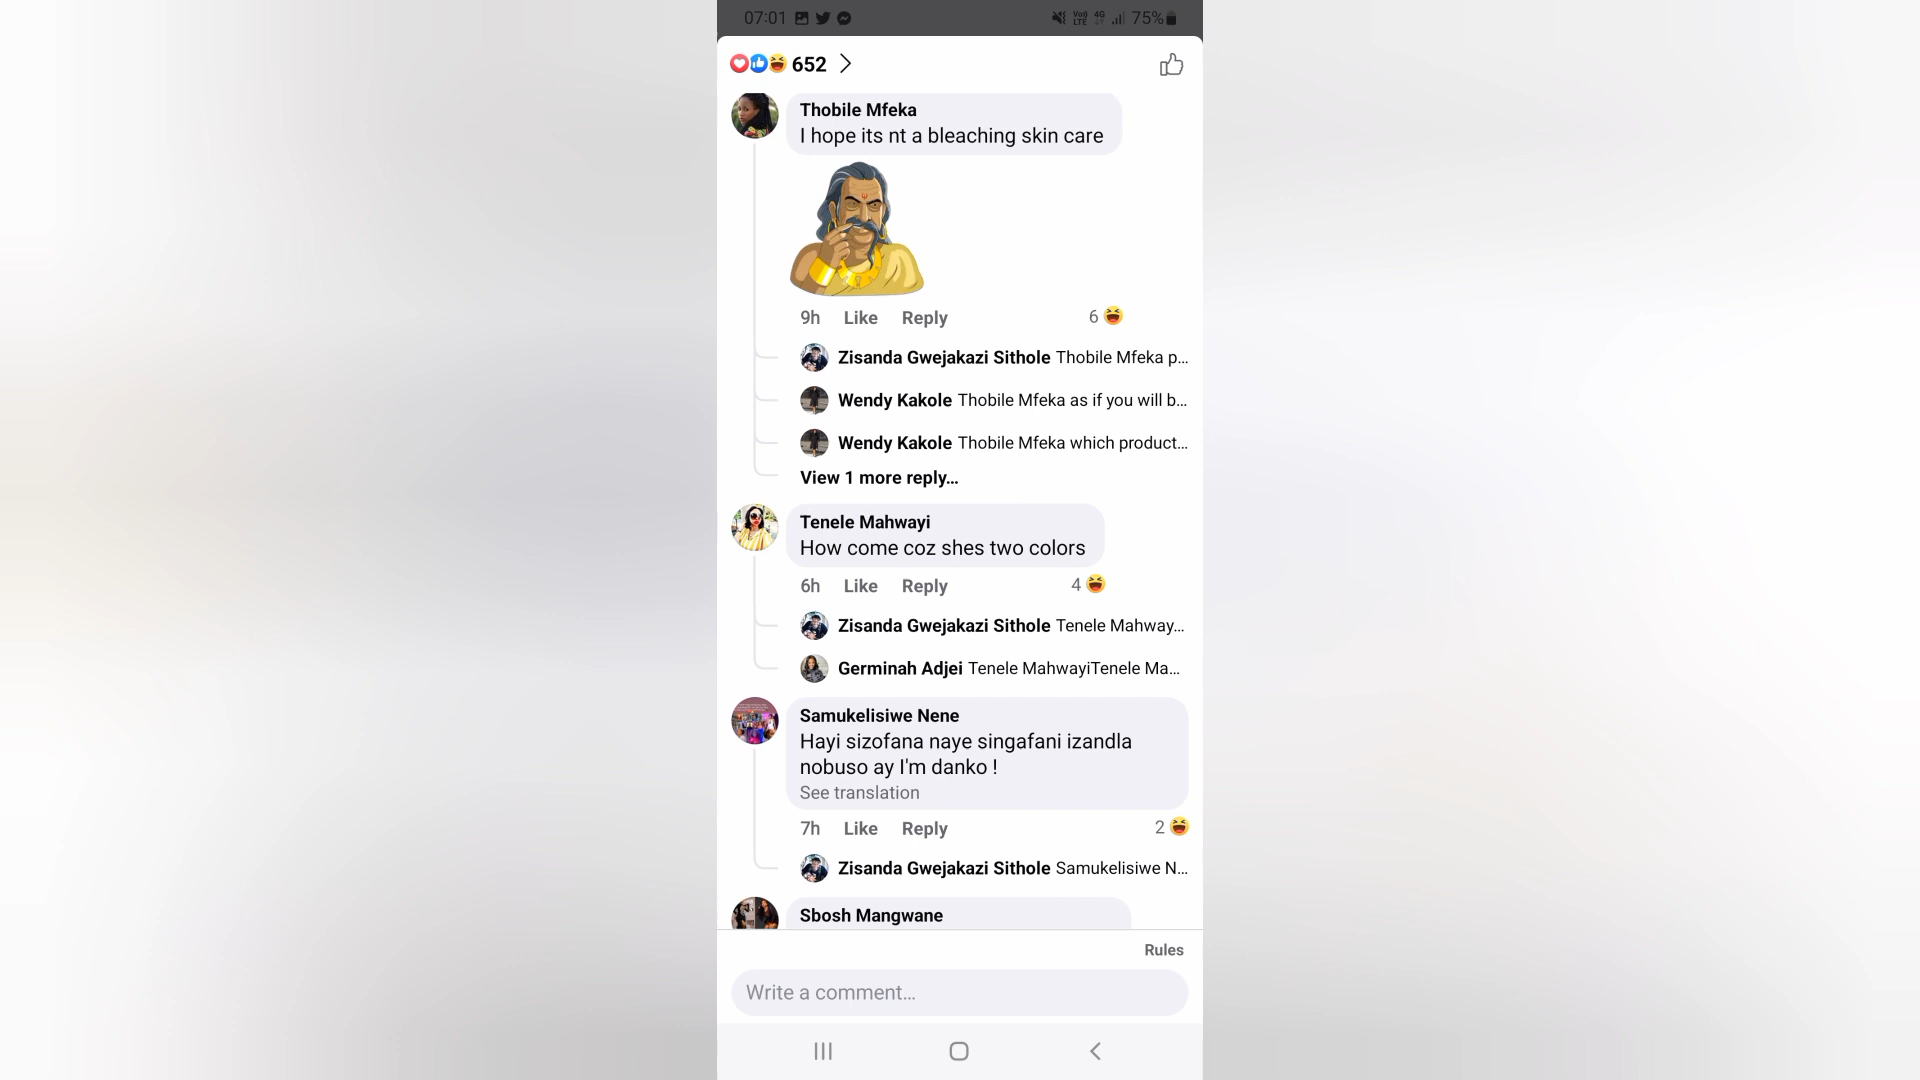 07:01 Vo) LTE 4G 75%
652
Thobile Mfeka
I hope its nt a bleaching skin care
9h Like Reply 6
Zisanda Gwejakazi Sithole Thobile Mfeka p...
Wendy Kakole Thobile Mfeka as if you will b...
Wendy Kakole Thobile Mfeka which product...
View 1 more reply...
Tenele Mahwayi
How come coz shes two colors
6h Like Reply 4
Zisanda Gwejakazi Sithole Tenele Mahway...
Germinah Adjei Tenele MahwayiTenele Ma...
Samukelisiwe Nene
Hayi sizofana naye singafani izandla
nobuso ay I'm danko !
See translation
7h Like Reply 2
Zisanda Gwejakazi Sithole Samukelisiwe N...
Sbosh Mangwane
Rules
Write a comment...